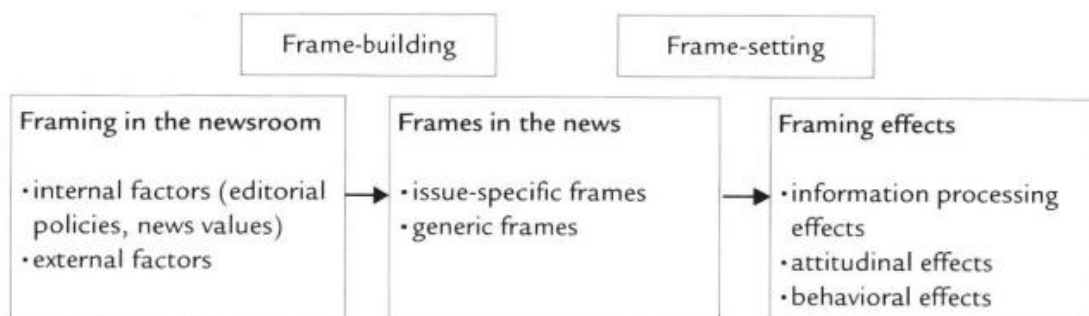 Frame-building
Frame-setting
Framing in the newsroom
·internal factors (editorial
policies, news values)
·external factors
Frames in the news
·issue-specific frames
·generic frames
Framing effects
·information processing
effects
·attitudinal effects
·behavioral effects